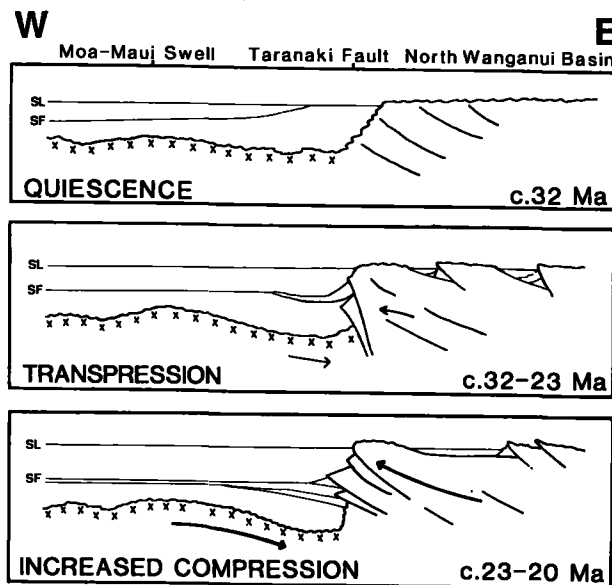 W E
Moa-Maui Swell Taranaki Fault North Wanganui Basin
SL
SF
x x x x x x x x x x x x x x x x
QUIESCENCE c.32 Ma
SL
SF
x x x x x x x x x x x x x x x x x
TRANSPRESSION c.32-23 Ma
SL
SF
x x x x x x x x x x x x x x x
INCREASED COMPRESSION c.23-20 Ma